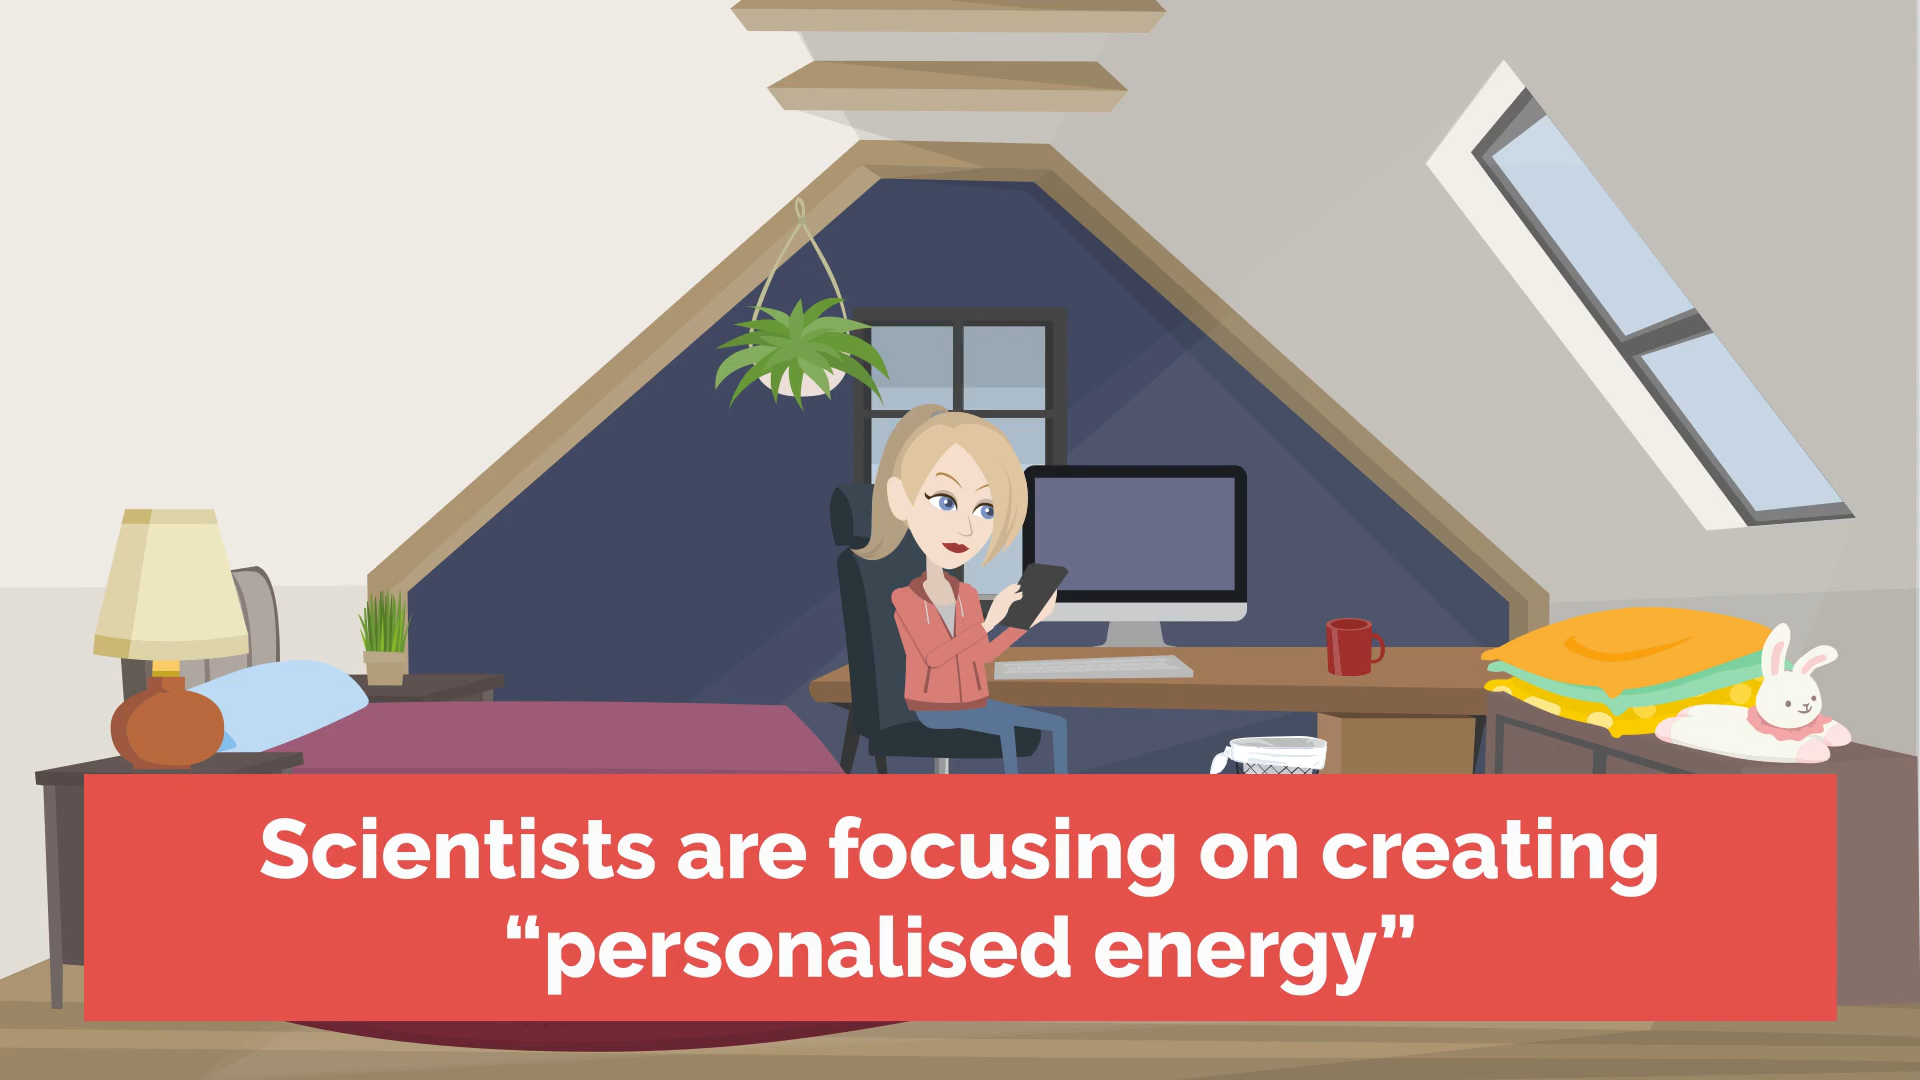 Scientists are focusing on creating
“personalised energy”